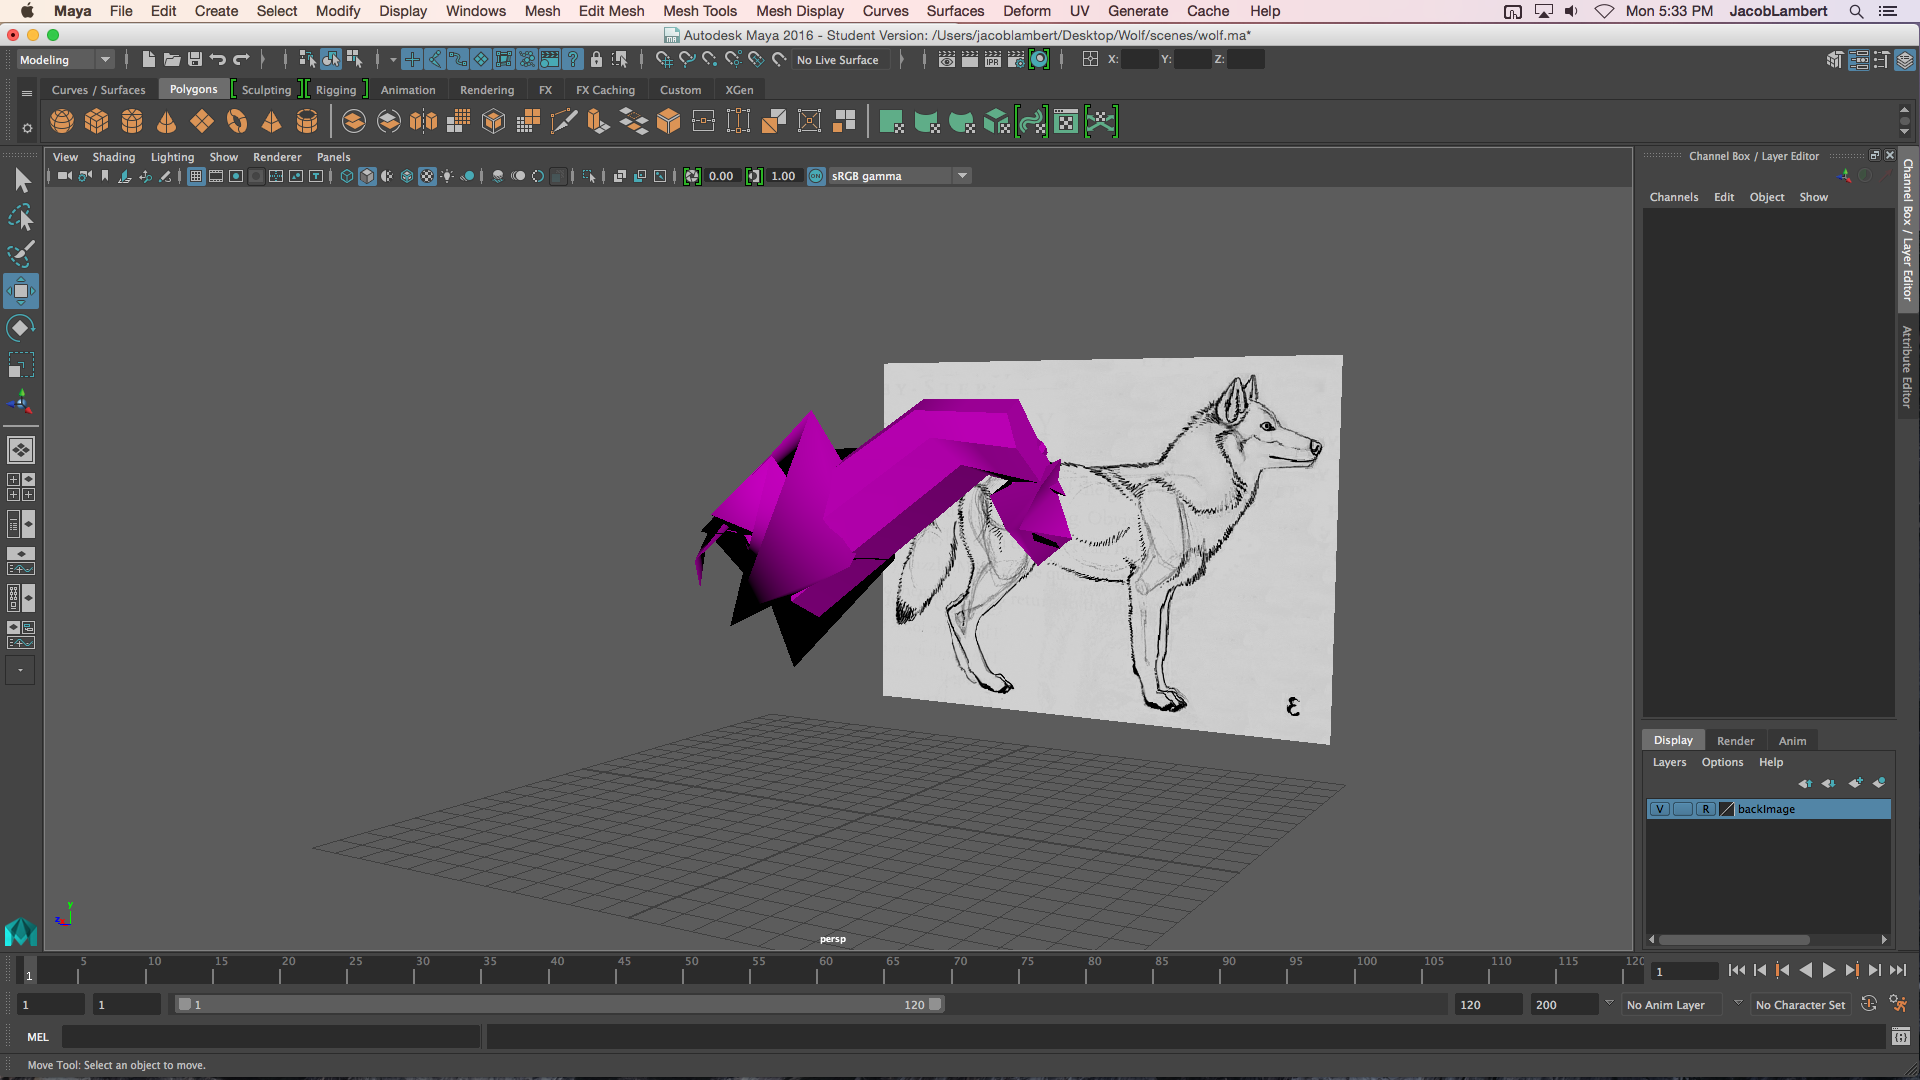 Maya File Edit Create Select Modify Display Windows Mesh Edit Mesh Mesh Tools Mesh Display Curves Surfaces Deform UV Generate Cache Help Mon 5:33 PM JacobLambert
Autodesk Maya 2016 - Student Version: /Users/jacoblambert/Desktop/Wolf/scenes/wolf.ma*
Modeling No Live Surface X: Y: Z:
Curves / Surfaces Polygons Sculpting Rigging Animation Rendering FX FX Caching Custom XGen
View Shading Lighting Show Renderer Panels
0.00 1.00 ON sRGB gamma
Channel Box / Layer Editor
Channels Edit Object Show
Channel Box / Layer Editor
Attribute Editor
persp
y
z
Display Render Anim
Layers Options Help
V R backImage
1 5 10 15 20 25 30 35 40 45 50 55 60 65 70 75 80 85 90 95 100 105 110 115 120 1
1 1 1 120 120 200 No Anim Layer No Character Set
MEL
Move Tool: Select an object to move.